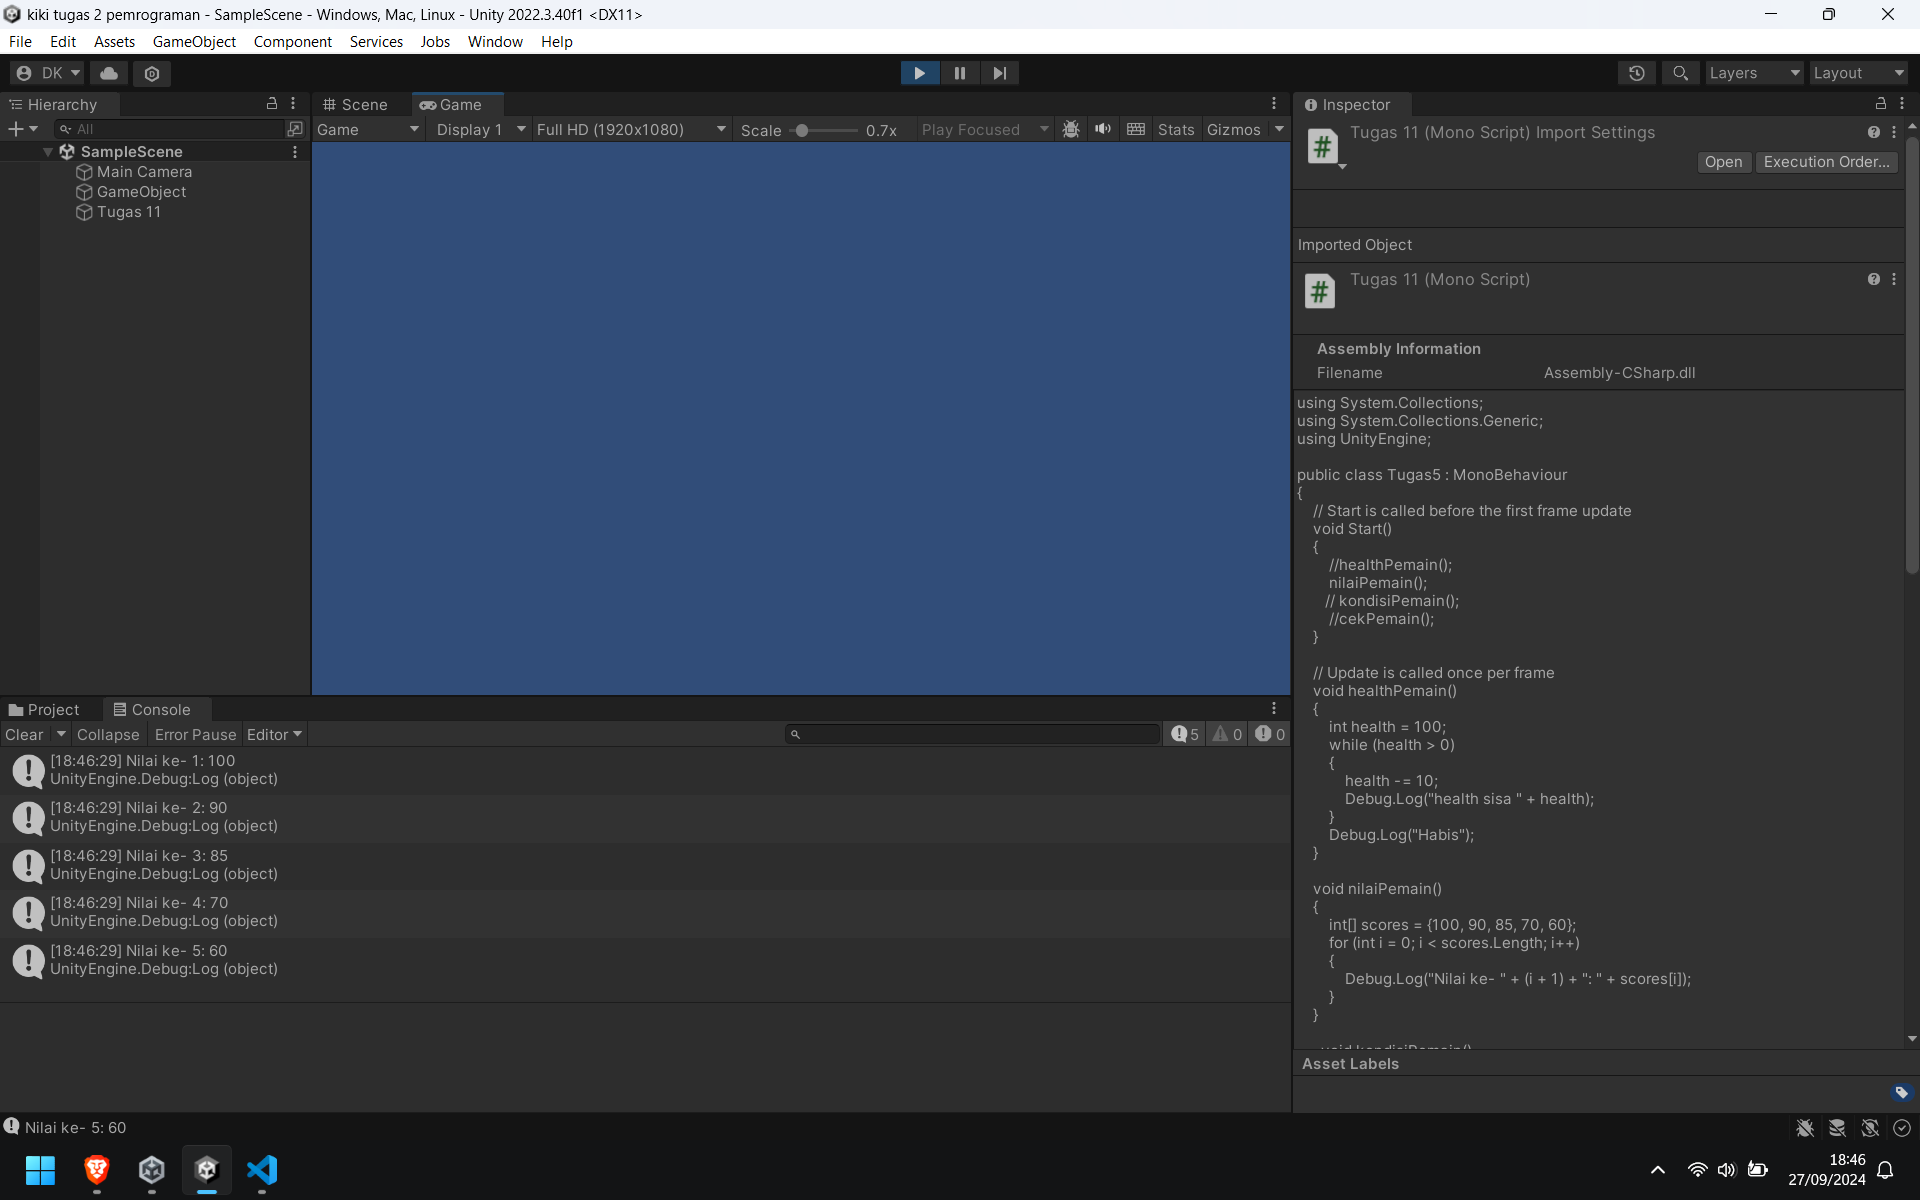 kiki tugas 2 pemrograman - SampleScene - Windows, Mac, Linux - Unity 2022.3.40f1 <DX11>
File Edit Assets GameObject Component Services Jobs Window Help
DK
Layers Layout
Hierarchy
All
SampleScene
Main Camera
GameObject
Tugas 11
Scene Game
Game Display 1 Full HD (1920x1080) Scale 0.7x Play Focused Stats Gizmos
Inspector
Tugas 11 (Mono Script) Import Settings
Open Execution Order...
Imported Object
Tugas 11 (Mono Script)
Assembly Information
Filename Assembly-CSharp.dll
using System.Collections;
using System.Collections.Generic;
using UnityEngine;
public class Tugas5 : MonoBehaviour
{
// Start is called before the first frame update
void Start()
{
//healthPemain();
nilaiPemain();
// kondisiPemain();
//cekPemain();
}
// Update is called once per frame
void healthPemain()
{
int health = 100;
while (health > 0)
{
health -= 10;
Debug.Log("health sisa " + health);
}
Debug.Log("Habis");
}
void nilaiPemain()
{
int[] scores = {100, 90, 85, 70, 60};
for (int i = 0; i < scores.Length; i++)
{
Debug.Log("Nilai ke- " + (i + 1) + ": " + scores[i]);
}
}
void kondisiPemain()
Asset Labels
Project Console
Clear Collapse Error Pause Editor
5 0 0
[18:46:29] Nilai ke- 1: 100
UnityEngine.Debug:Log (object)
[18:46:29] Nilai ke- 2: 90
UnityEngine.Debug:Log (object)
[18:46:29] Nilai ke- 3: 85
UnityEngine.Debug:Log (object)
[18:46:29] Nilai ke- 4: 70
UnityEngine.Debug:Log (object)
[18:46:29] Nilai ke- 5: 60
UnityEngine.Debug:Log (object)
Nilai ke- 5: 60
18:46
27/09/2024